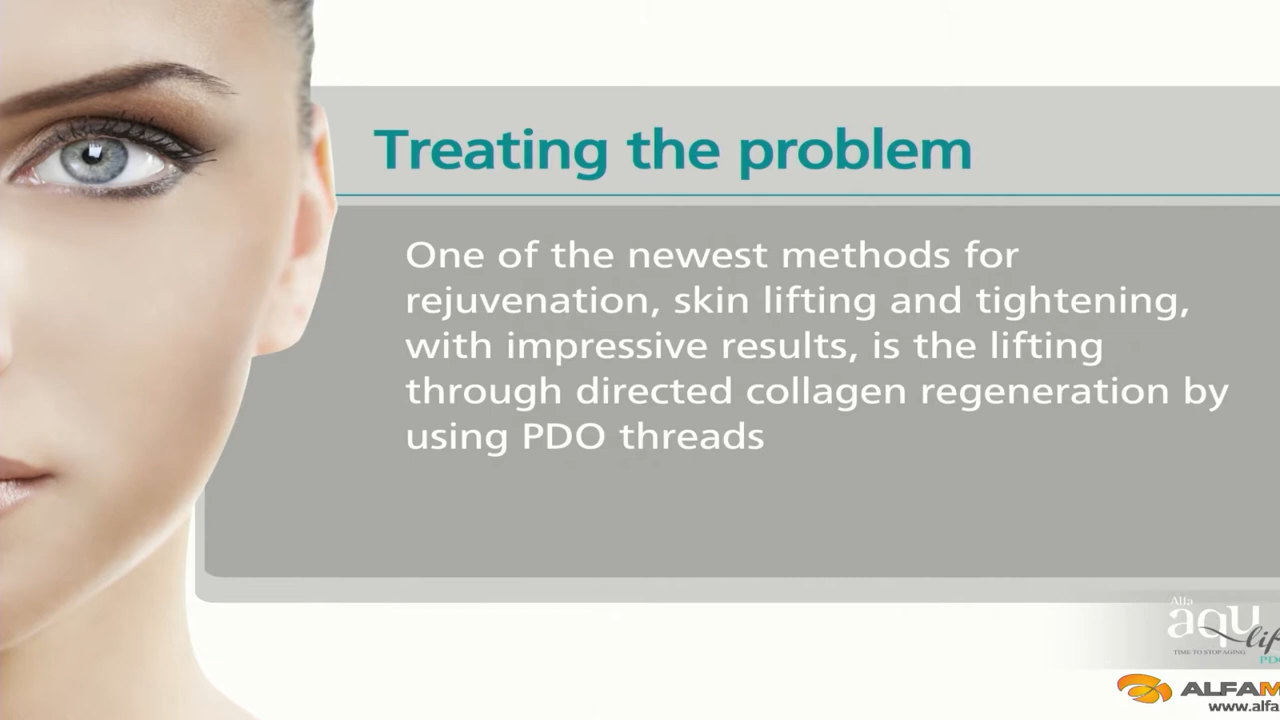 Treating the problem
One of the newest methods for
rejuvenation, skin lifting and tightening,
with impressive results, is the lifting
through directed collagen regeneration by
using PDO threads
Alfa
aqu
TIME TO STOP AGING